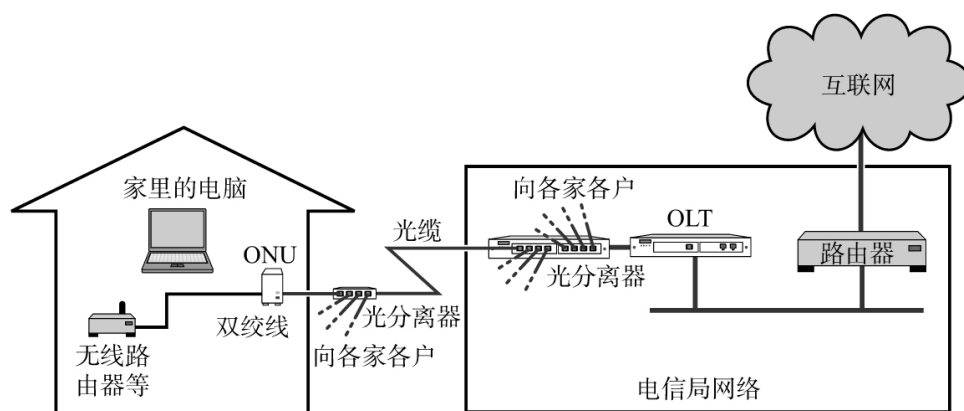 互联网
家里的电脑
向各家各户
OLT
光缆
ONU
路由器
光分离器
双绞线
光分离器
无线路
由器等
向各家各户
电信局网络